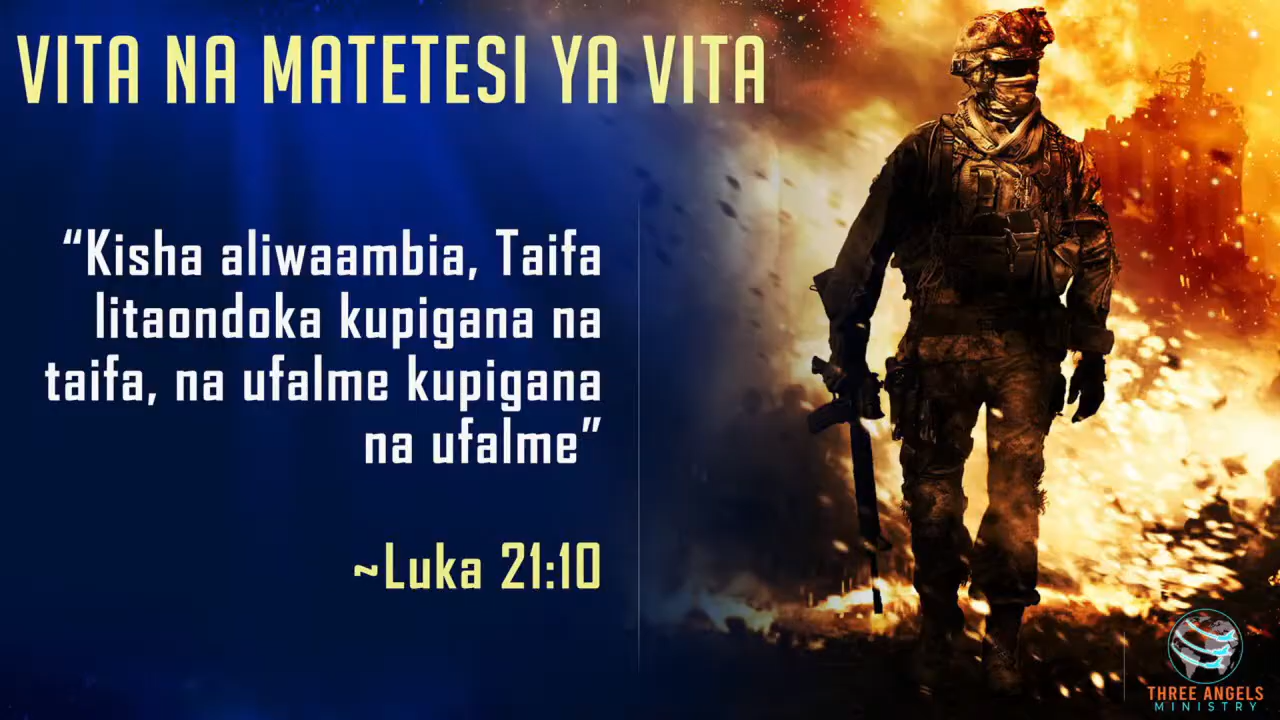 VITA NA MATETESI YA VITA
“Kisha aliwaambia, Taifa
litaondoka kupigana na
taifa, na ufalme kupigana
na ufalme”
~Luka 21:10
THREE ANGELS
MINISTRY